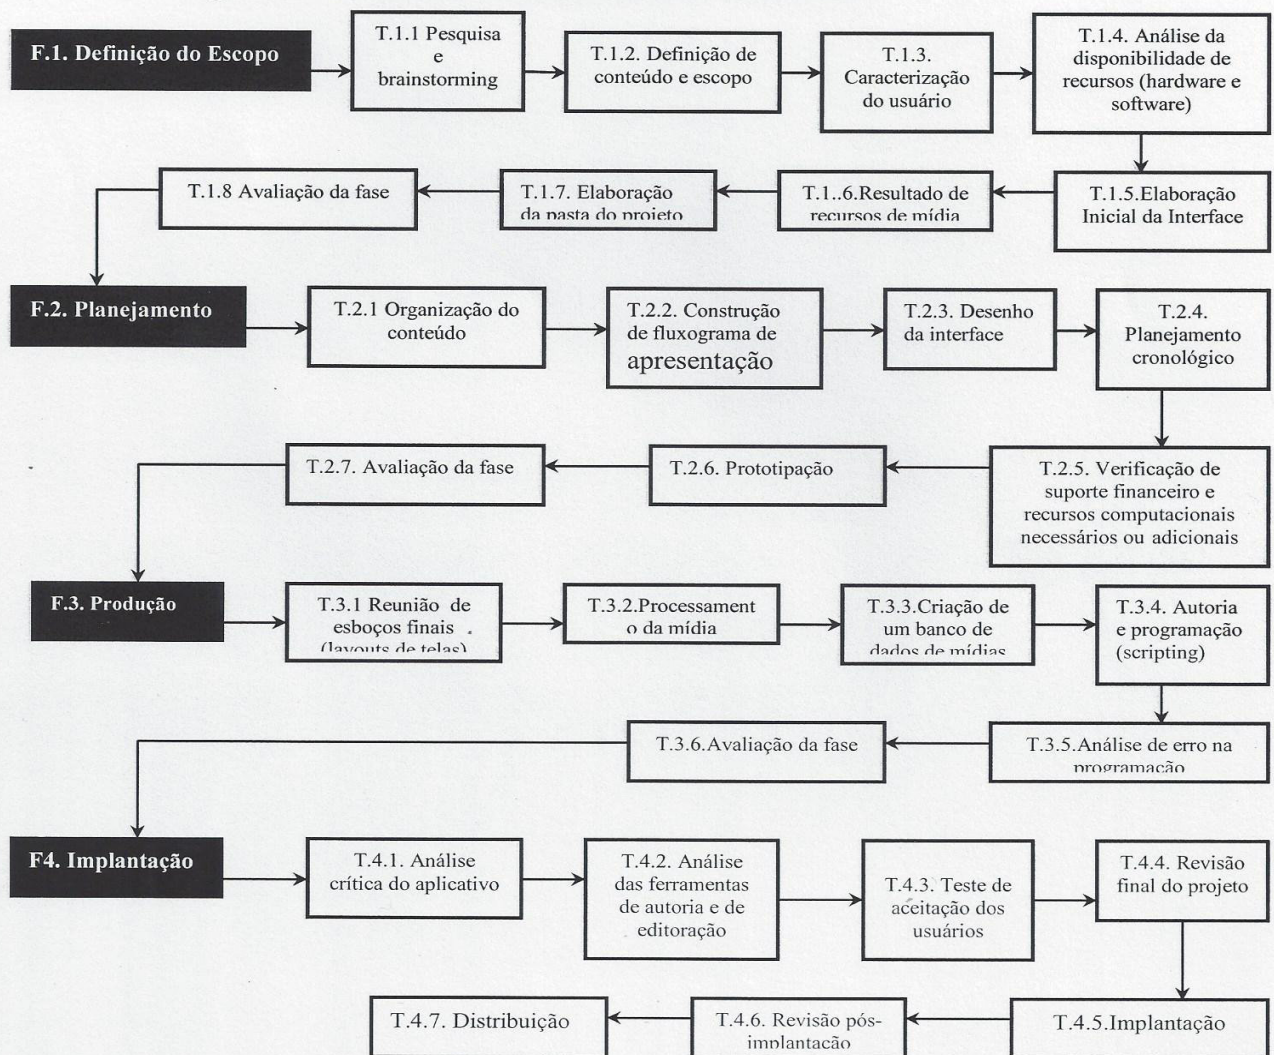 F.1. Definição do Escopo
T.1.1 Pesquisa
e
brainstorming
T.1.2. Definição de
conteúdo e escopo
T.1.3.
Caracterização
do usuário
T.1.4. Análise da
disponibilidade de
recursos (hardware e
software)
T.1.8 Avaliação da fase
T.1.7. Elaboração
da pasta do projeto
T.1..6.Resultado de
recursos de mídia
T.1.5.Elaboração
Inicial da Interface
F.2. Planejamento
T.2.1 Organização do
conteúdo
T.2.2. Construção
de fluxograma de
apresentação
T.2.3. Desenho
da interface
T.2.4.
Planejamento
cronológico
T.2.7. Avaliação da fase
T.2.6. Prototipação
T.2.5. Verificação de
suporte financeiro e
recursos computacionais
necessários ou adicionais
F.3. Produção
T.3.1 Reunião de
esboços finais
(layouts de telas)
T.3.2.Processament
o da mídia
T.3.3.Criação de
um banco de
dados de mídias
T.3.4. Autoria
e programação
(scripting)
T.3.6.Avaliação da fase
T.3.5.Análise de erro na
programação
F4. Implantação
T.4.1. Análise
crítica do aplicativo
T.4.2. Análise
das ferramentas
de autoria e de
editoração
T.4.3. Teste de
aceitação dos
usuários
T.4.4. Revisão
final do projeto
T.4.7. Distribuição
T.4.6. Revisão pós-
implantação
T.4.5.Implantação